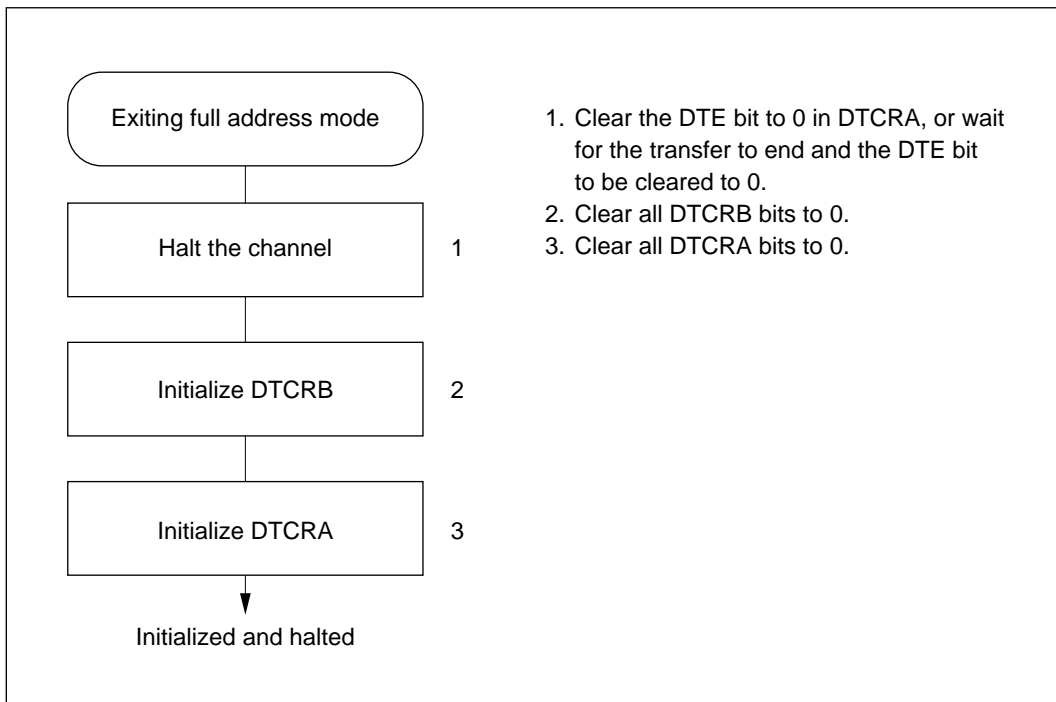 Exiting full address mode
Halt the channel 1
Initialize DTCRB 2
Initialize DTCRA 3
Initialized and halted
1. Clear the DTE bit to 0 in DTCRA, or wait
for the transfer to end and the DTE bit
to be cleared to 0.
2. Clear all DTCRB bits to 0.
3. Clear all DTCRA bits to 0.